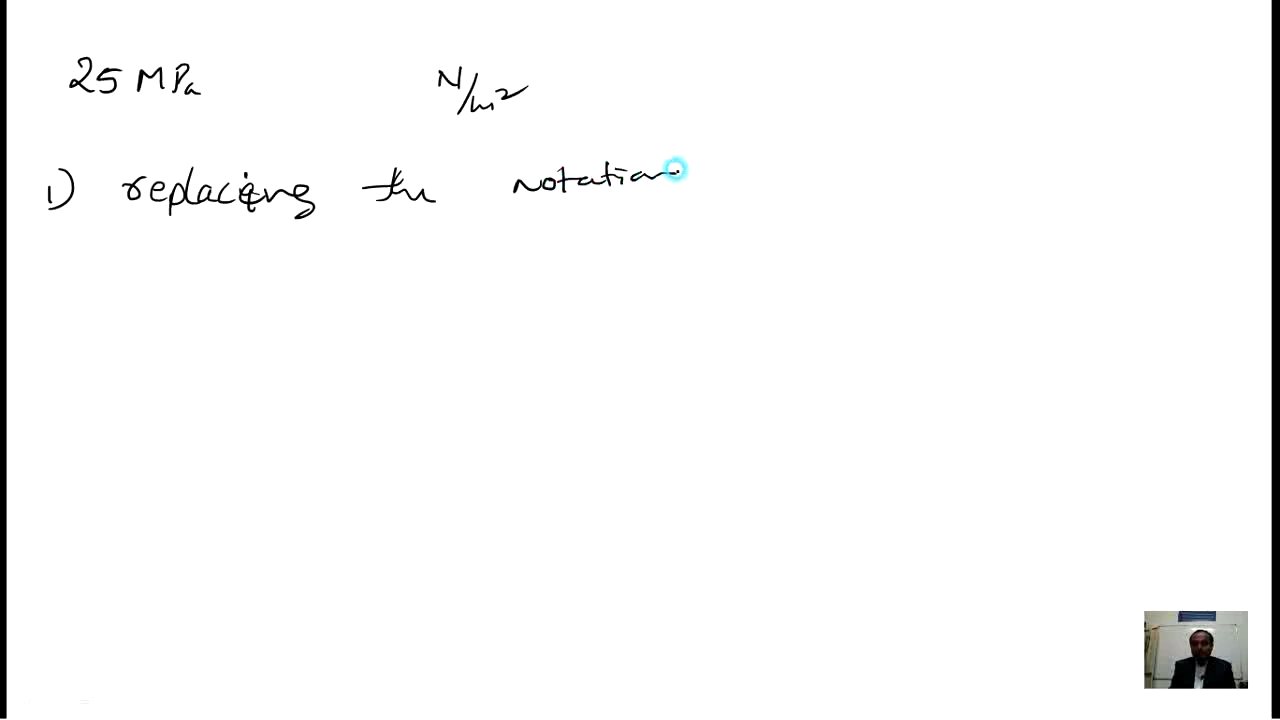 25 MPa N/m²
1) replacing the notation